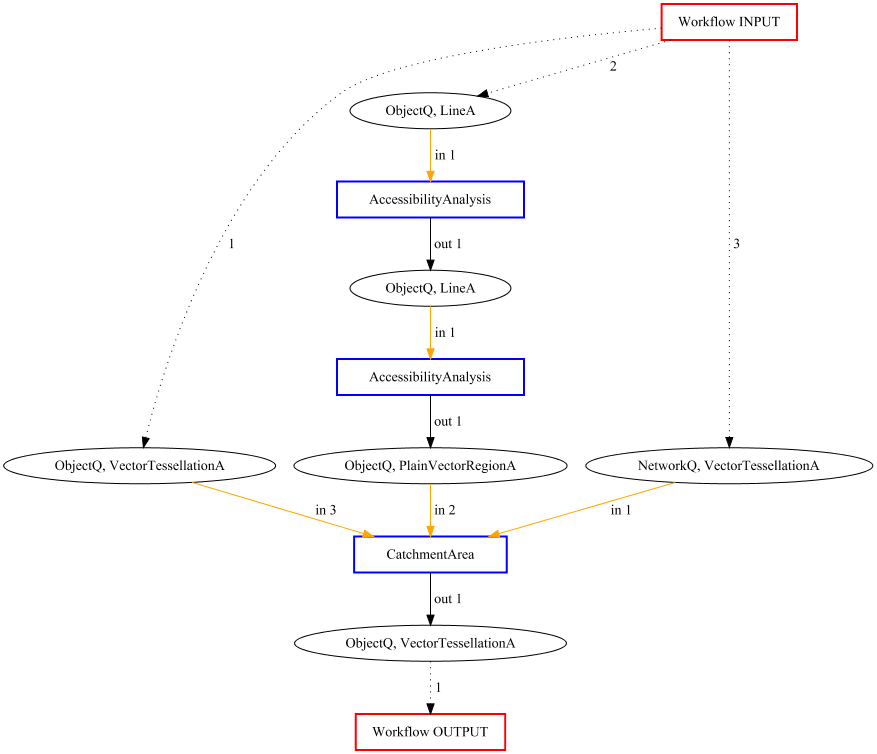 Workflow INPUT
2
ObjectQ, LineA
in 1
AccessibilityAnalysis
1
out 1
3
ObjectQ, LineA
in 1
AccessibilityAnalysis
out 1
ObjectQ, VectorTessellationA
ObjectQ, PlainVectorRegionA
NetworkQ, VectorTessellationA
in 3
in 2
in 1
CatchmentArea
out 1
ObjectQ, VectorTessellationA
1
Workflow OUTPUT